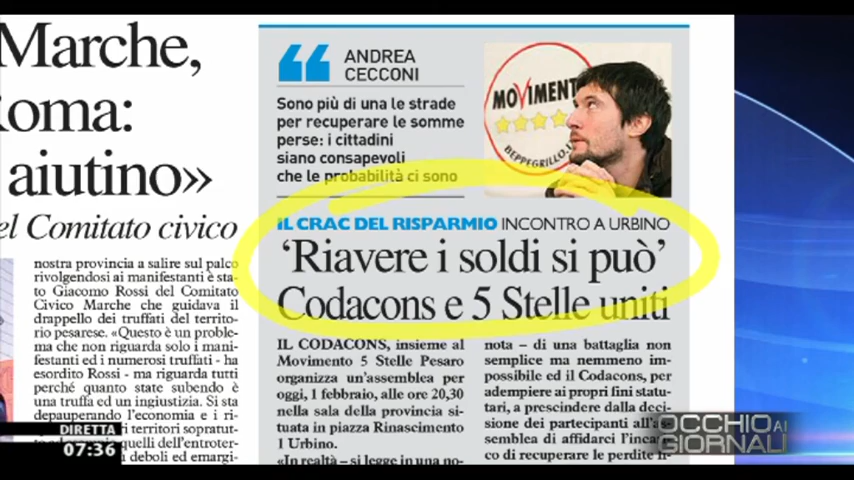 Marche,
Roma:
aiutino»
el Comitato civico
nostra provincia a salire sul palco
rivolgendosi ai manifestanti è sta-
to Giacomo Rossi del Comitato
Civico Marche che guidava il
drappello dei truffati del territo-
rio pesarese. «Questo è un proble-
ma che non riguarda solo i mani-
festanti ed i numerosi truffati - ha
esordito Rossi - ma riguarda tutti
perché quanto state subendo è
una truffa ed un ingiustizia. Si sta
depauperando l'economia e i ri-
ri territori sopratut-
quelli dell'entroter-
i deboli ed emargi-
ANDREA
CECCONI
Sono più di una le strade
per recuperare le somme
perse: i cittadini
siano consapevoli
che le probabilità ci sono
MOVIMENT
BEPPEGRILLO.I
IL CRAC DEL RISPARMIO INCONTRO A URBINO
'Riavere i soldi si può'
Codacons e 5 Stelle uniti
IL CODACONS, insieme al
Movimento 5 Stelle Pesaro
organizza un'assemblea per
oggi, 1 febbraio, alle ore 20,30
nella sala della provincia si-
tuata in piazza Rinascimento
1 Urbino.
«In realtà – si legge in una no-
nota – di una battaglia non
semplice ma nemmeno im-
possibile ed il Codacons, per
adempiere ai propri fini statu-
tari, a prescindere dalla deci-
sione dei partecipanti all'as-
semblea di affidarci l'incari-
co di recuperare le perdite
DIRETTA
07:36
OCCHIO AI
GIORNALI